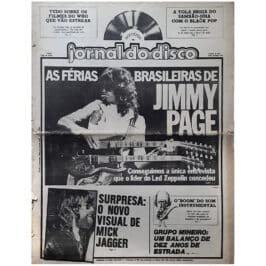 TUDO SOBRE OS
FILMES DO WHO
QUE VÃO ESTREAR
A TOLA BRIGA DO
SAMBÃO-JOIA
COM O BLACK POP
jornal do disco
AS FÉRIAS BRASILEIRAS DE
JIMMY
PAGE
Conseguimos a única entrevista
que o líder do Led Zeppelin concedeu
SURPRESA:
O NOVO
VISUAL DE
MICK
JAGGER
O "BOOM" DO SOM
INSTRUMENTAL
GRUPO MINEIRO:
UM BALANÇO DE
DEZ ANOS DE
ESTRADA